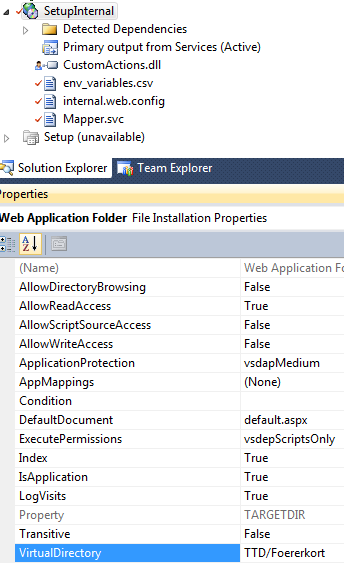 SetupInternal
Detected Dependencies
Primary output from Services (Active)
CustomActions.dll
env_variables.csv
internal.web.config
Mapper.svc
Setup (unavailable)
Solution Explorer Team Explorer
Properties
Web Application Folder File Installation Properties
(Name) Web Application Fo
AllowDirectoryBrowsing False
AllowReadAccess True
AllowScriptSourceAccess False
AllowWriteAccess False
ApplicationProtection vsdapMedium
AppMappings (None)
Condition
DefaultDocument default.aspx
ExecutePermissions vsdepScriptsOnly
Index True
IsApplication True
LogVisits True
Property TARGETDIR
Transitive False
VirtualDirectory TTD/Foererkort